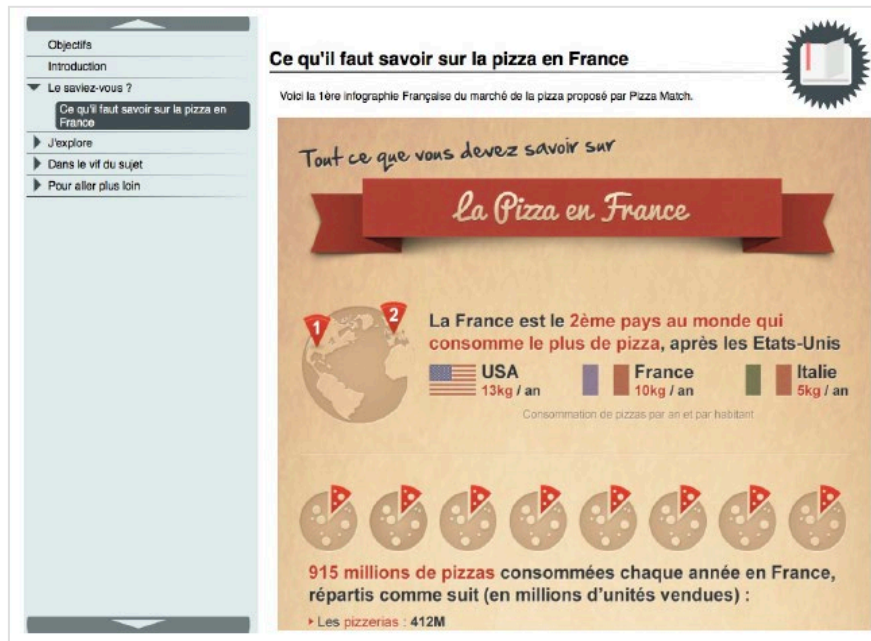 Objectifs
Introduction
Le saviez-vous ?
Ce qu'il faut savoir sur la pizza en
France
J'explore
Dans le vif du sujet
Pour aller plus loin
Ce qu'il faut savoir sur la pizza en France
Voici la 1ère infographie Française du marché de la pizza proposé par Pizza Match.
Tout ce que vous devez savoir sur
La Pizza en France
1
2
La France est le 2ème pays au monde qui
consomme le plus de pizza, après les Etats-Unis
USA
13kg / an
France
10kg / an
Italie
5kg / an
Consommation de pizzas par an et par habitant
915 millions de pizzas consommées chaque année en France,
répartis comme suit (en millions d'unités vendues) :
Les pizzerias : 412M